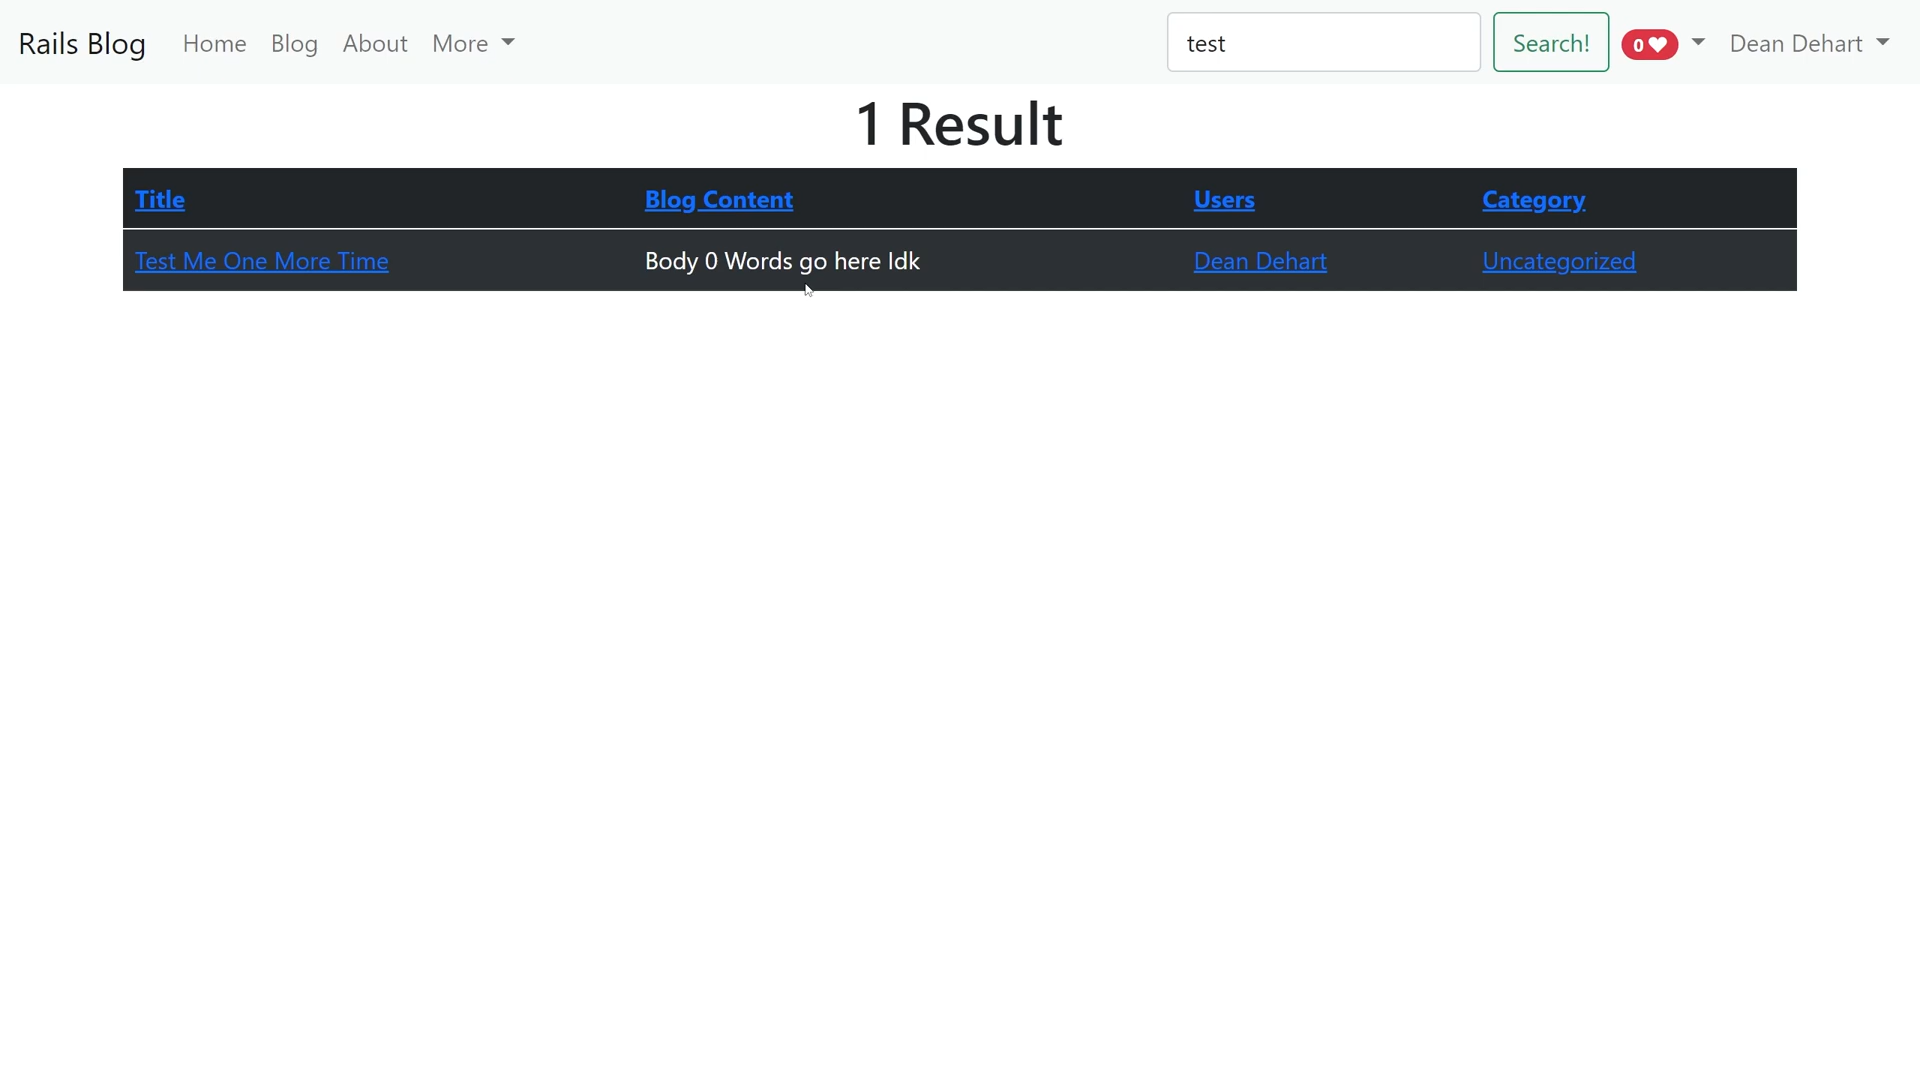 Rails Blog Home Blog About More test Search! 0 Dean Dehart
1 Result
Title Blog Content Users Category
Test Me One More Time Body 0 Words go here Idk Dean Dehart Uncategorized